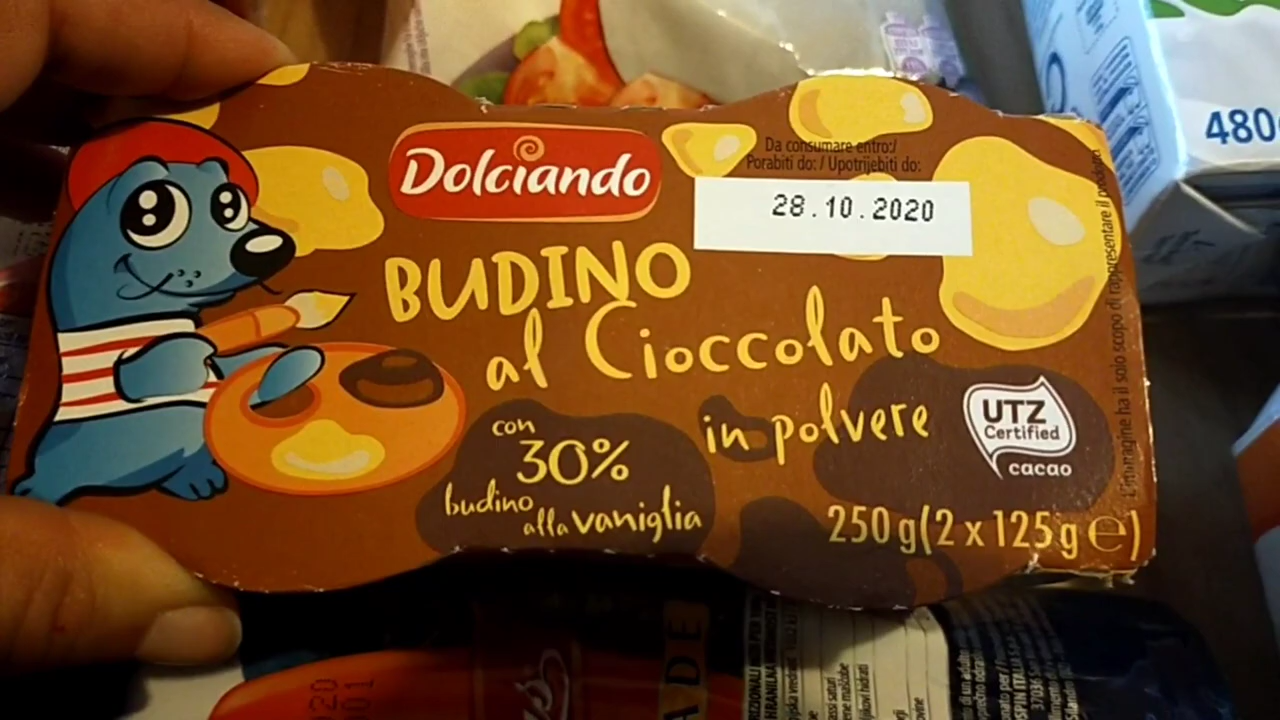 Dolciando
Da consumare entro:/
Porabiti do: / Upotrijebiti do:
28.10.2020
BUDINO
al Cioccolato
in polvere
con
30%
budino
alla vaniglia
UTZ
Certified
cacao
250 g (2 x 125 g e)
L'immagine ha il solo scopo di rappresentare il prodotto
480
ADE